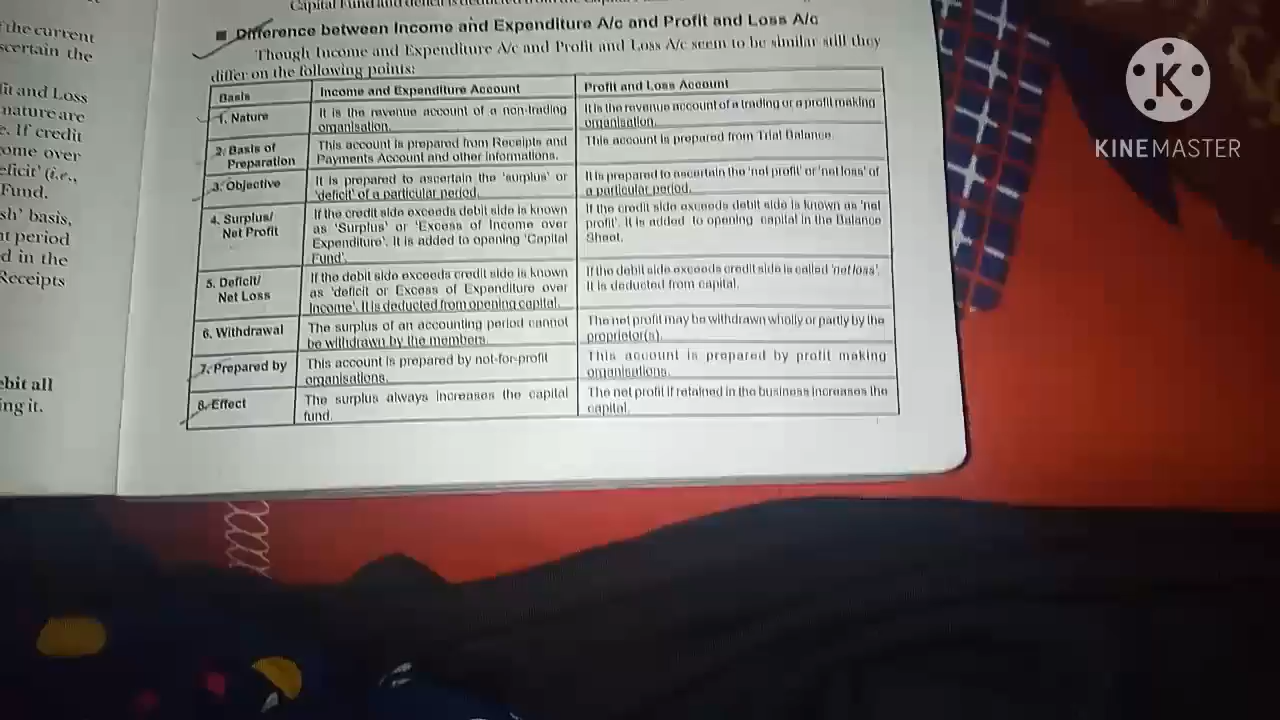 Capital Fund and deficit is deducted from the
■ Difference between Income and Expenditure A/c and Profit and Loss A/c
Though Income and Expenditure A/c and Profit and Loss A/c seem to be similar still they
differ on the following points:
Basis
Income and Expenditure Account
Profit and Loss Account
1. Nature
It is the revenue account of a non-trading
organisation.
It is the revenue account of a trading or a profit making
organisation.
2. Basis of
Preparation
This account is prepared from Receipts and
Payments Account and other informations.
This account is prepared from Trial Balance.
3. Objective
It is prepared to ascertain the 'surplus' or
'deficit' of a particular period.
It is prepared to ascertain the 'net profit' or 'net loss' of
a particular period.
4. Surplus/
Net Profit
If the credit side exceeds debit side is known
as 'Surplus' or 'Excess of Income over
Expenditure'. It is added to opening 'Capital
Fund'.
If the credit side exceeds debit side is known as 'net
profit'. It is added to opening capital in the Balance
Sheet.
5. Deficit/
Net Loss
If the debit side exceeds credit side is known
as 'deficit or Excess of Expenditure over
Income'. It is deducted from opening capital.
If the debit side exceeds credit side is called 'net loss'.
It is deducted from capital.
6. Withdrawal
The surplus of an accounting period cannot
be withdrawn by the members.
The net profit may be withdrawn wholly or partly by the
proprietor(s).
7. Prepared by
This account is prepared by not-for-profit
organisations.
This account is prepared by profit making
organisations.
8. Effect
The surplus always increases the capital
fund.
The net profit if retained in the business increases the
capital.
the current
scertain the
fit and Loss
nature are
e. If credit
ome over
eficit' (i.e.,
Fund.
sh' basis,
nt period
d in the
Receipts
ebit all
ing it.
K
KINEMASTER